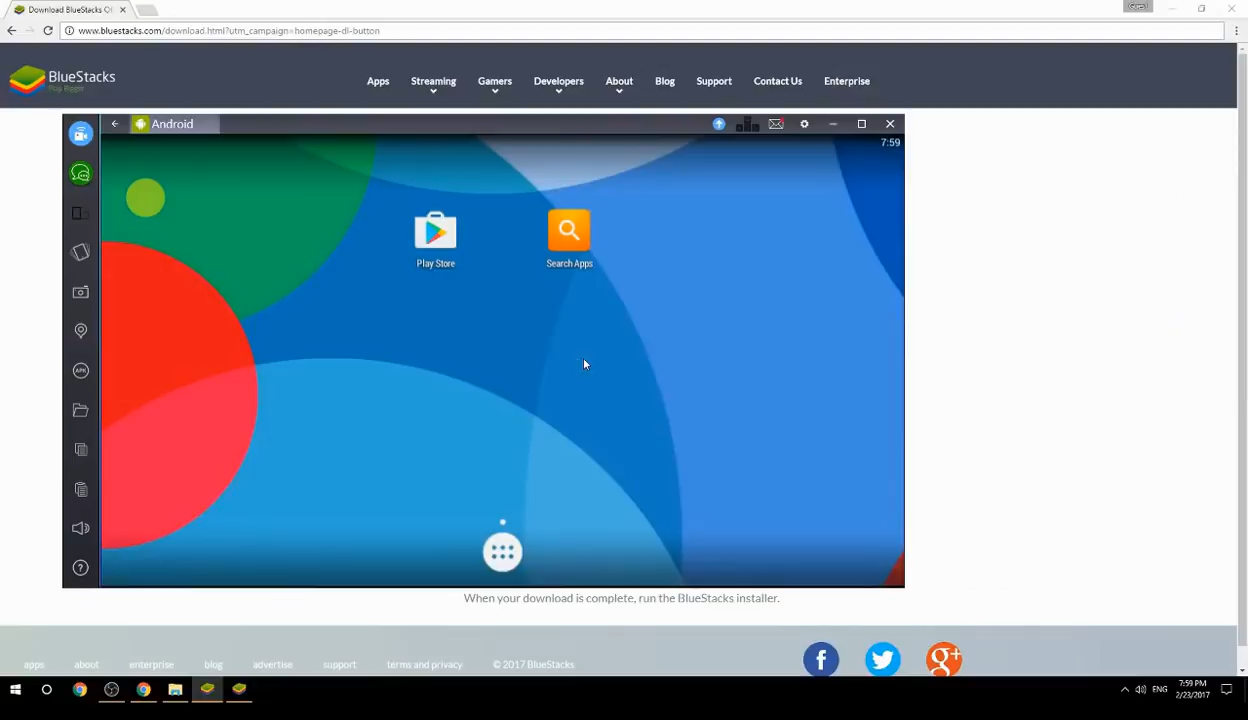 Download BlueStacks Of
www.bluestacks.com/download.html?utm_campaign=homepage-dl-button
BlueStacks
Play Bigger
Apps Streaming Gamers Developers About Blog Support Contact Us Enterprise
Android
7:59
Play Store Search Apps
APK
When your download is complete, run the BlueStacks installer.
apps about enterprise blog advertise support terms and privacy © 2017 BlueStacks
ENG
7:59 PM
2/23/2017